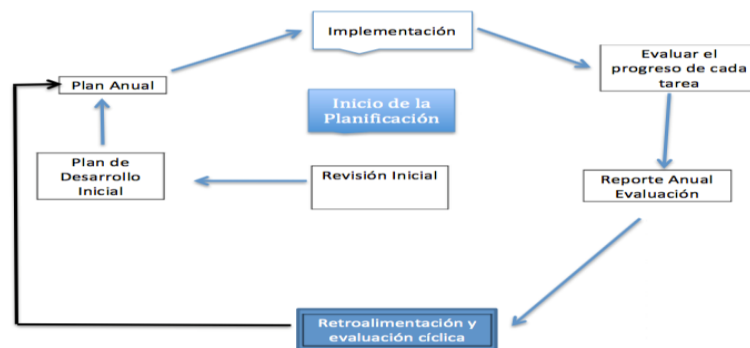 Implementación
Evaluar el
progreso de cada
tarea
Plan Anual
Inicio de la
Planificación
Plan de
Desarrollo
Inicial
Revisión Inicial
Reporte Anual
Evaluación
Retroalimentación y
evaluación cíclica